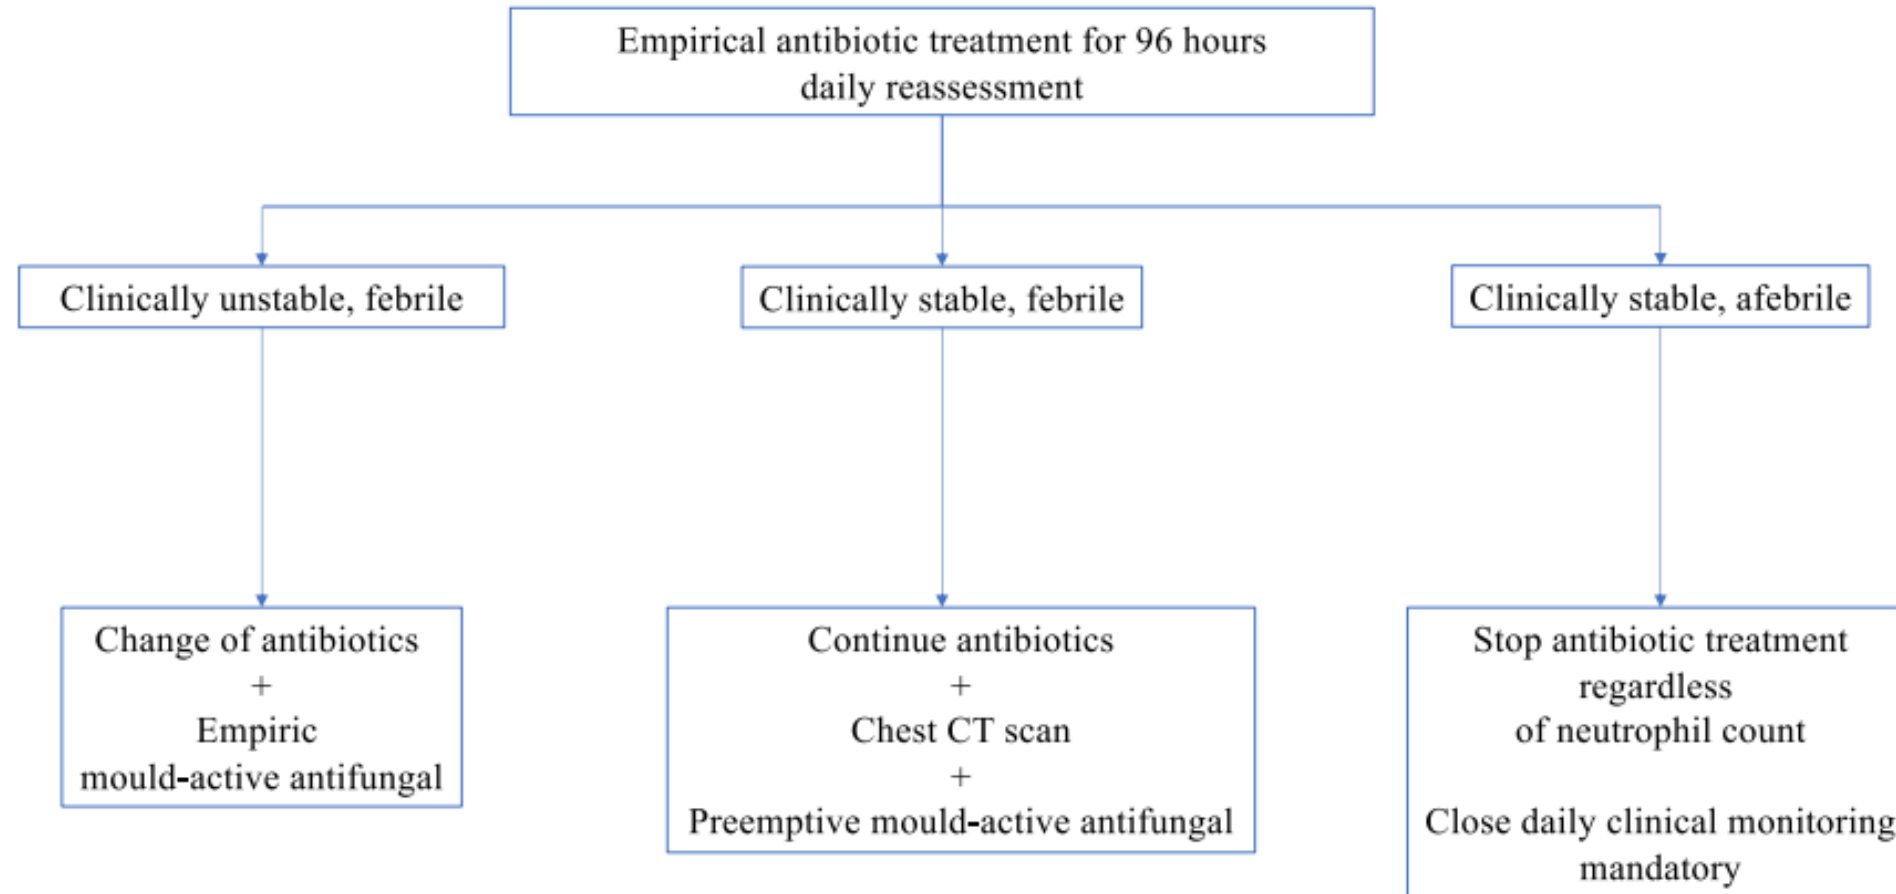 Empirical antibiotic treatment for 96 hours
daily reassessment
Clinically unstable, febrile
Clinically stable, febrile
Clinically stable, afebrile
Change of antibiotics
+
Empiric
mould-active antifungal
Continue antibiotics
+
Chest CT scan
+
Preemptive mould-active antifungal
Stop antibiotic treatment
regardless
of neutrophil count
Close daily clinical monitoring
mandatory